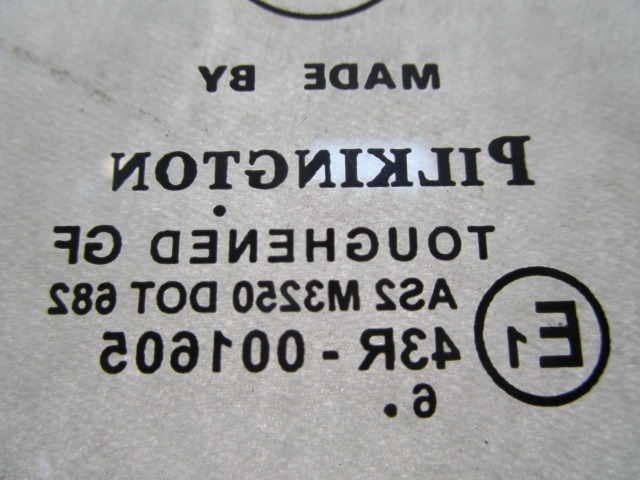 MADE BY
PILKINGTON
TOUGHENED GF
AS2 M3250 DOT 682
E1 43R - 001605
6 .